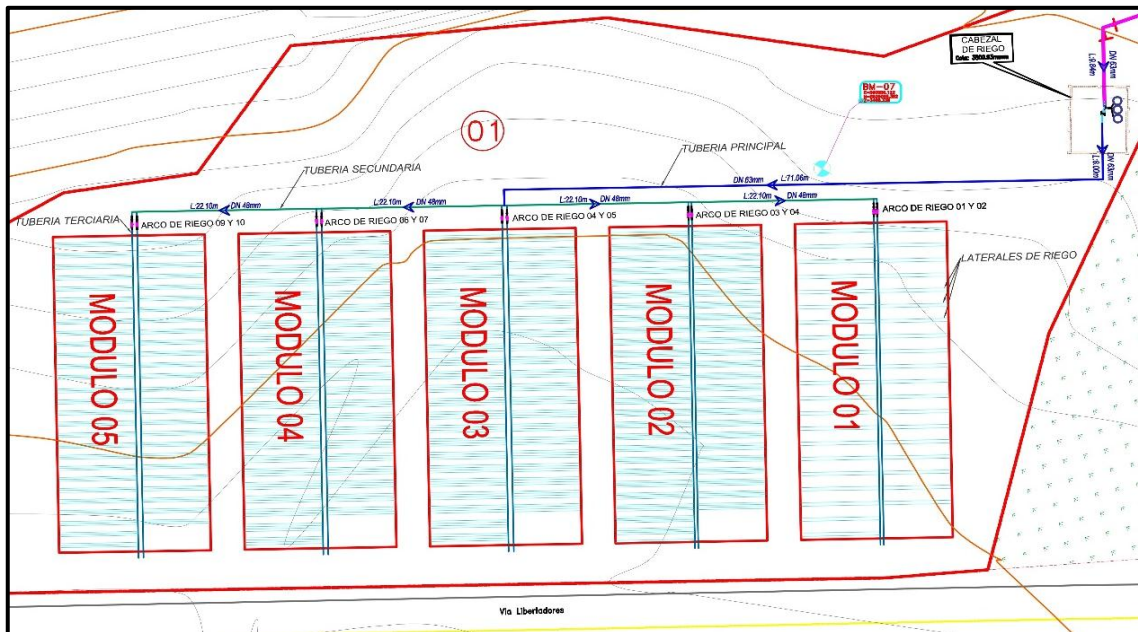 CABEZAL
DE RIEGO
DN 63mm
BM-07
01
TUBERIA PRINCIPAL
TUBERIA SECUNDARIA
DN 63mm
L:71.06m
DN 63mm
L:22.10m
DN 48mm
L:22.10m
DN 48mm
L:22.10m
DN 48mm
L:22.10m
DN 48mm
TUBERIA TERCIARIA
ARCO DE RIEGO 09 Y 10
ARCO DE RIEGO 06 Y 07
ARCO DE RIEGO 04 Y 05
ARCO DE RIEGO 03 Y 04
ARCO DE RIEGO 01 Y 02
LATERALES DE RIEGO
MODULO 05
MODULO 04
MODULO 03
MODULO 02
MODULO 01
Via Libertadores